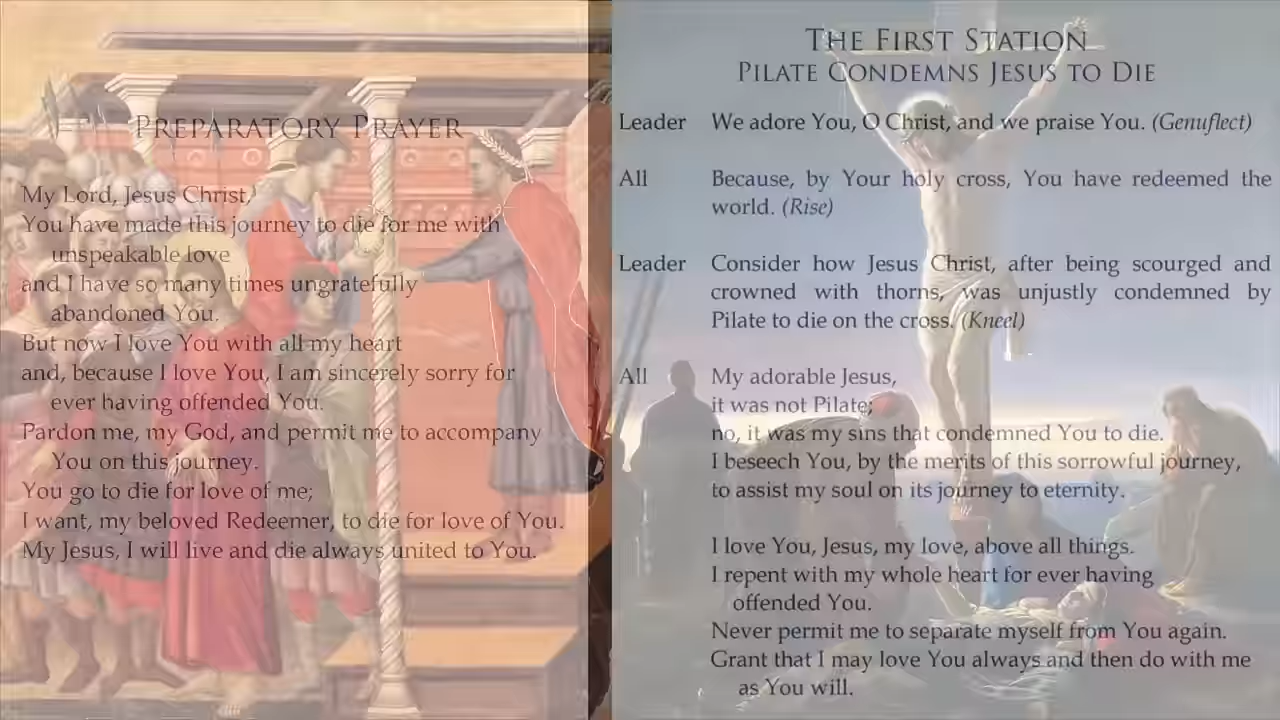 PREPARATORY PRAYER
My Lord, Jesus Christ,
You have made this journey to die for me with
unspeakable love
and I have so many times ungratefully
abandoned You.
But now I love You with all my heart
and, because I love You, I am sincerely sorry for
ever having offended You.
Pardon me, my God, and permit me to accompany
You on this journey.
You go to die for love of me;
I want, my beloved Redeemer, to die for love of You.
My Jesus, I will live and die always united to You.
THE FIRST STATION
PILATE CONDEMNS JESUS TO DIE
Leader We adore You, O Christ, and we praise You. (Genuflect)
All Because, by Your holy cross, You have redeemed the
world. (Rise)
Leader Consider how Jesus Christ, after being scourged and
crowned with thorns, was unjustly condemned by
Pilate to die on the cross. (Kneel)
All My adorable Jesus,
it was not Pilate;
no, it was my sins that condemned You to die.
I beseech You, by the merits of this sorrowful journey,
to assist my soul on its journey to eternity.
I love You, Jesus, my love, above all things.
I repent with my whole heart for ever having
offended You.
Never permit me to separate myself from You again.
Grant that I may love You always and then do with me
as You will.